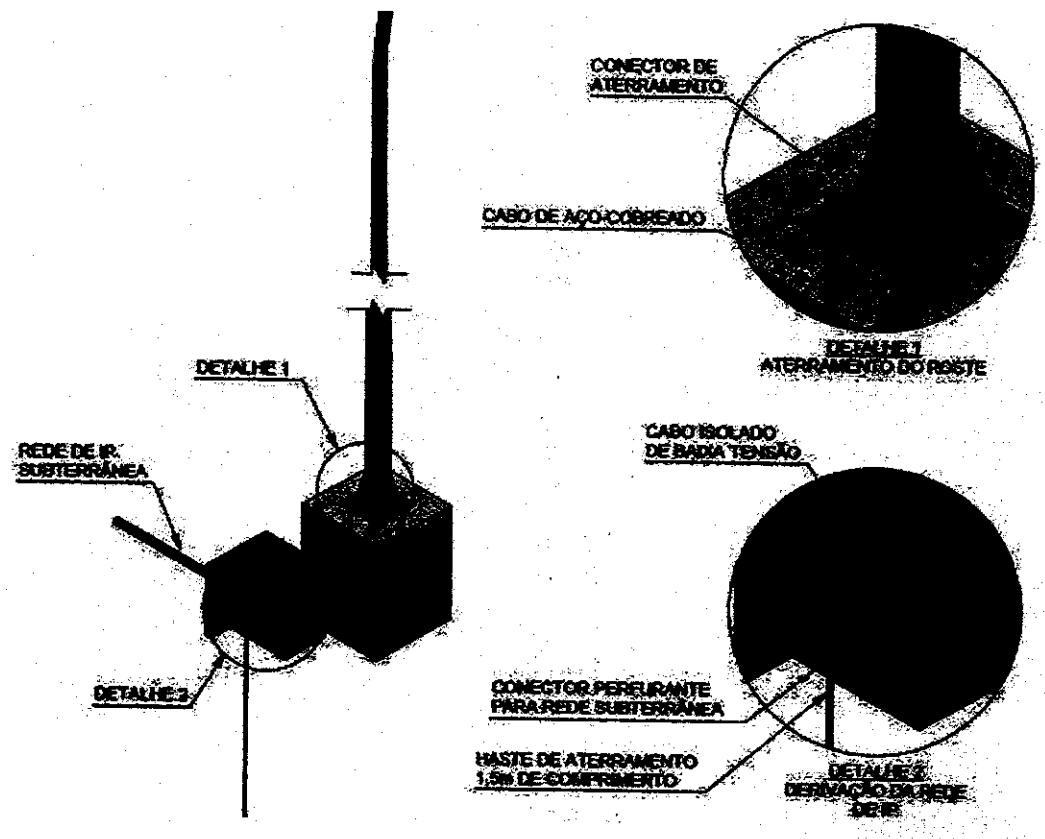 CONECTOR DE
ATERRAMENTO
CABO DE AÇO-COBREADO
DETALHE 1
ATERRAMENTO DO POSTE
DETALHE 1
REDE DE IP.
SUBTERRÂNEA
CABO ISOLADO
DE BAIXA TENSÃO
DETALHE 2
CONECTOR PERFURANTE
PARA REDE SUBTERRÂNEA
HASTE DE ATERRAMENTO
1,5m DE COMPRIMENTO
DETALHE 2
DERIVAÇÃO DA REDE
DE IP.